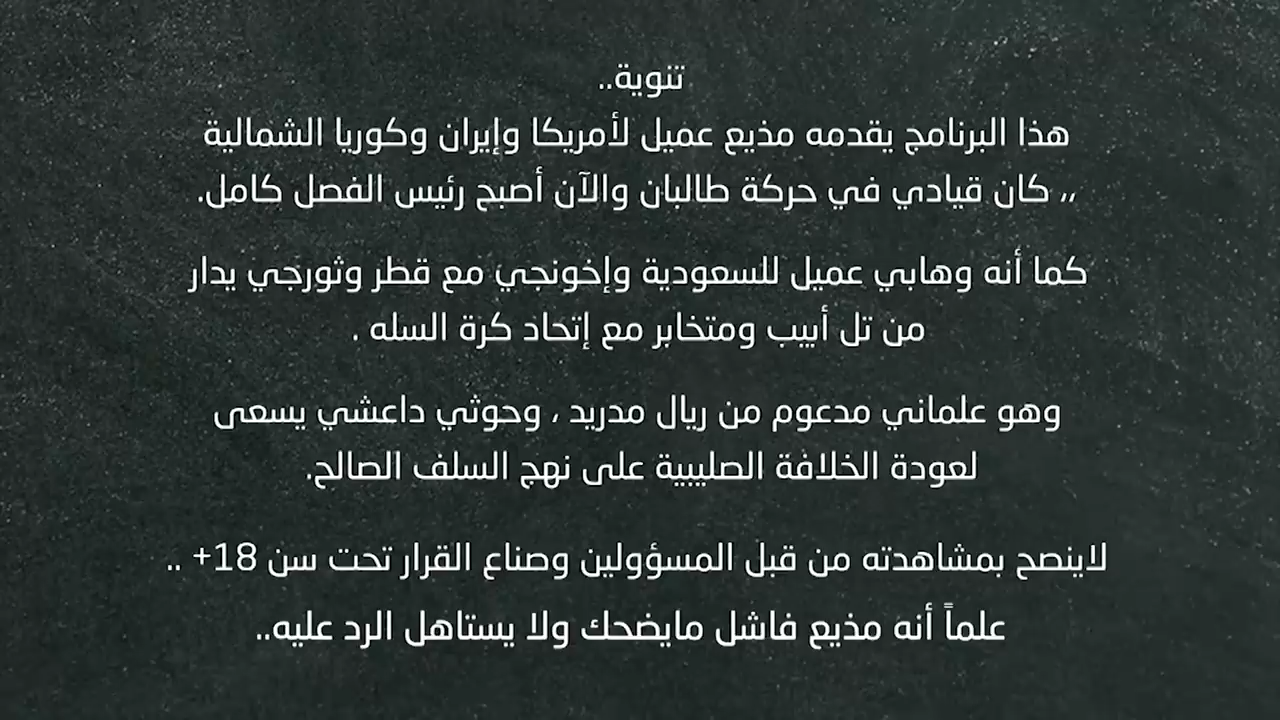 تنوية..
هذا البرنامج يقدمه مذيع عميل لأمريكا وإيران وكوريا الشمالية
,, كان قيادي في حركة طالبان والآن أصبح رئيس الفصل كامل.
كما أنه وهابي عميل للسعودية وإخونجي مع قطر وثورجي يدار
من تل أبيب ومتخابر مع إتحاد كرة السله .
وهو علماني مدعوم من ريال مدريد ، وحوثي داعشي يسعى
لعودة الخلافة الصليبية على نهج السلف الصالح.
لاينصح بمشاهدته من قبل المسؤولين وصناع القرار تحت سن 18+ ..
علماً أنه مذيع فاشل مايضحك ولا يستاهل الرد عليه..